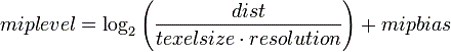 miplevel = log₂ ( dist / (texelsize · resolution) ) + mipbias